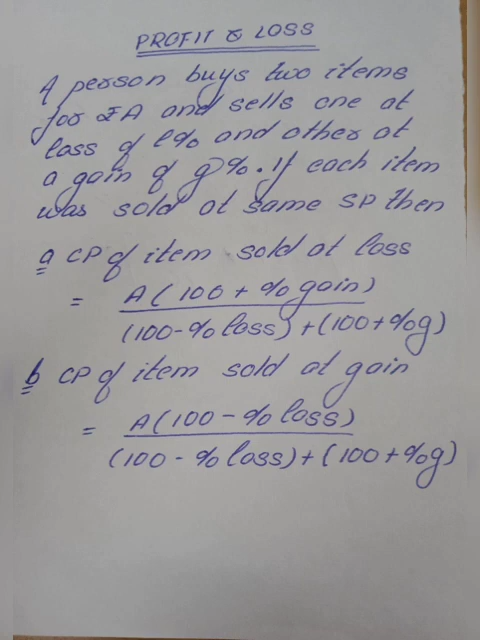 PROFIT & LOSS
A person buys two items
for ₹A and sells one at
loss of l% and other at
a gain of g%. If each item
was sold at same SP then
a CP of item sold at loss
= A(100 + % gain)
(100 - % loss) + (100 + %g)
b CP of item sold at gain
= A(100 - % loss)
(100 - % loss) + (100 + %g)